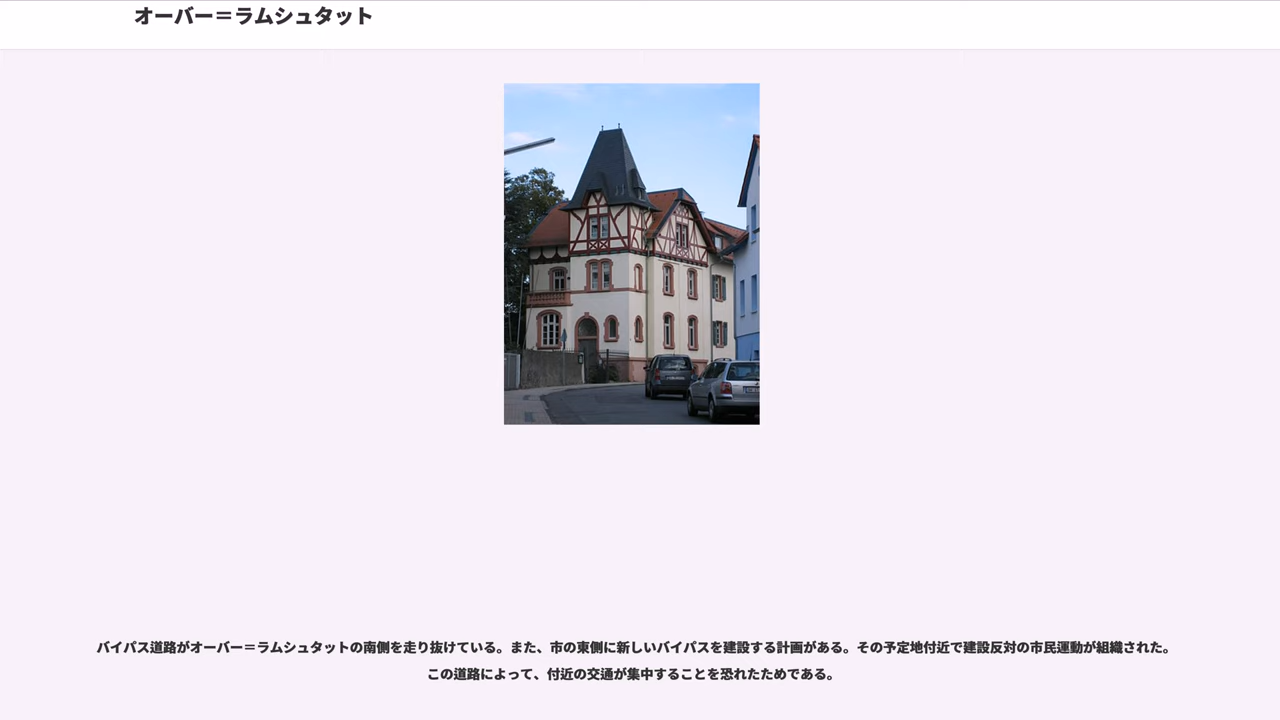 オーバー＝ラムシュタット
バイパス道路がオーバー＝ラムシュタットの南側を走り抜けている。また、市の東側に新しいバイパスを建設する計画がある。その予定地付近で建設反対の市民運動が組織された。
この道路によって、付近の交通が集中することを恐れたためである。